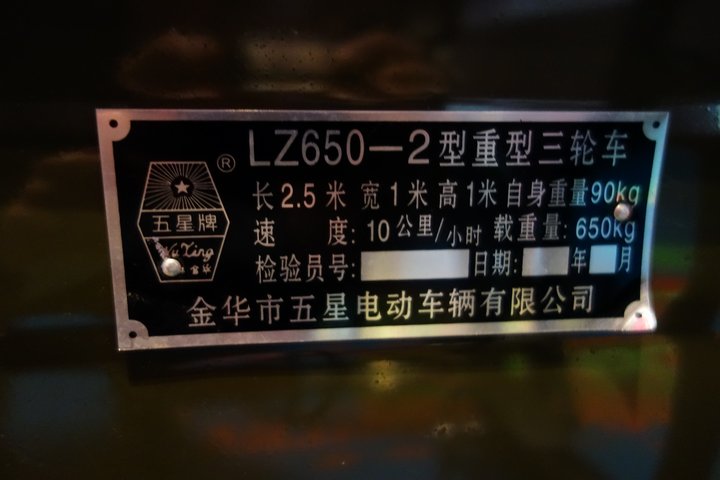 LZ650-2型重型三轮车
®
五星牌
Wu Xing
金华
长2.5米 宽1米 高1米 自身重量90kg
速 度: 10公里/小时 载重量: 650kg
检验员号: 日期: 年 月
金华市五星电动车辆有限公司